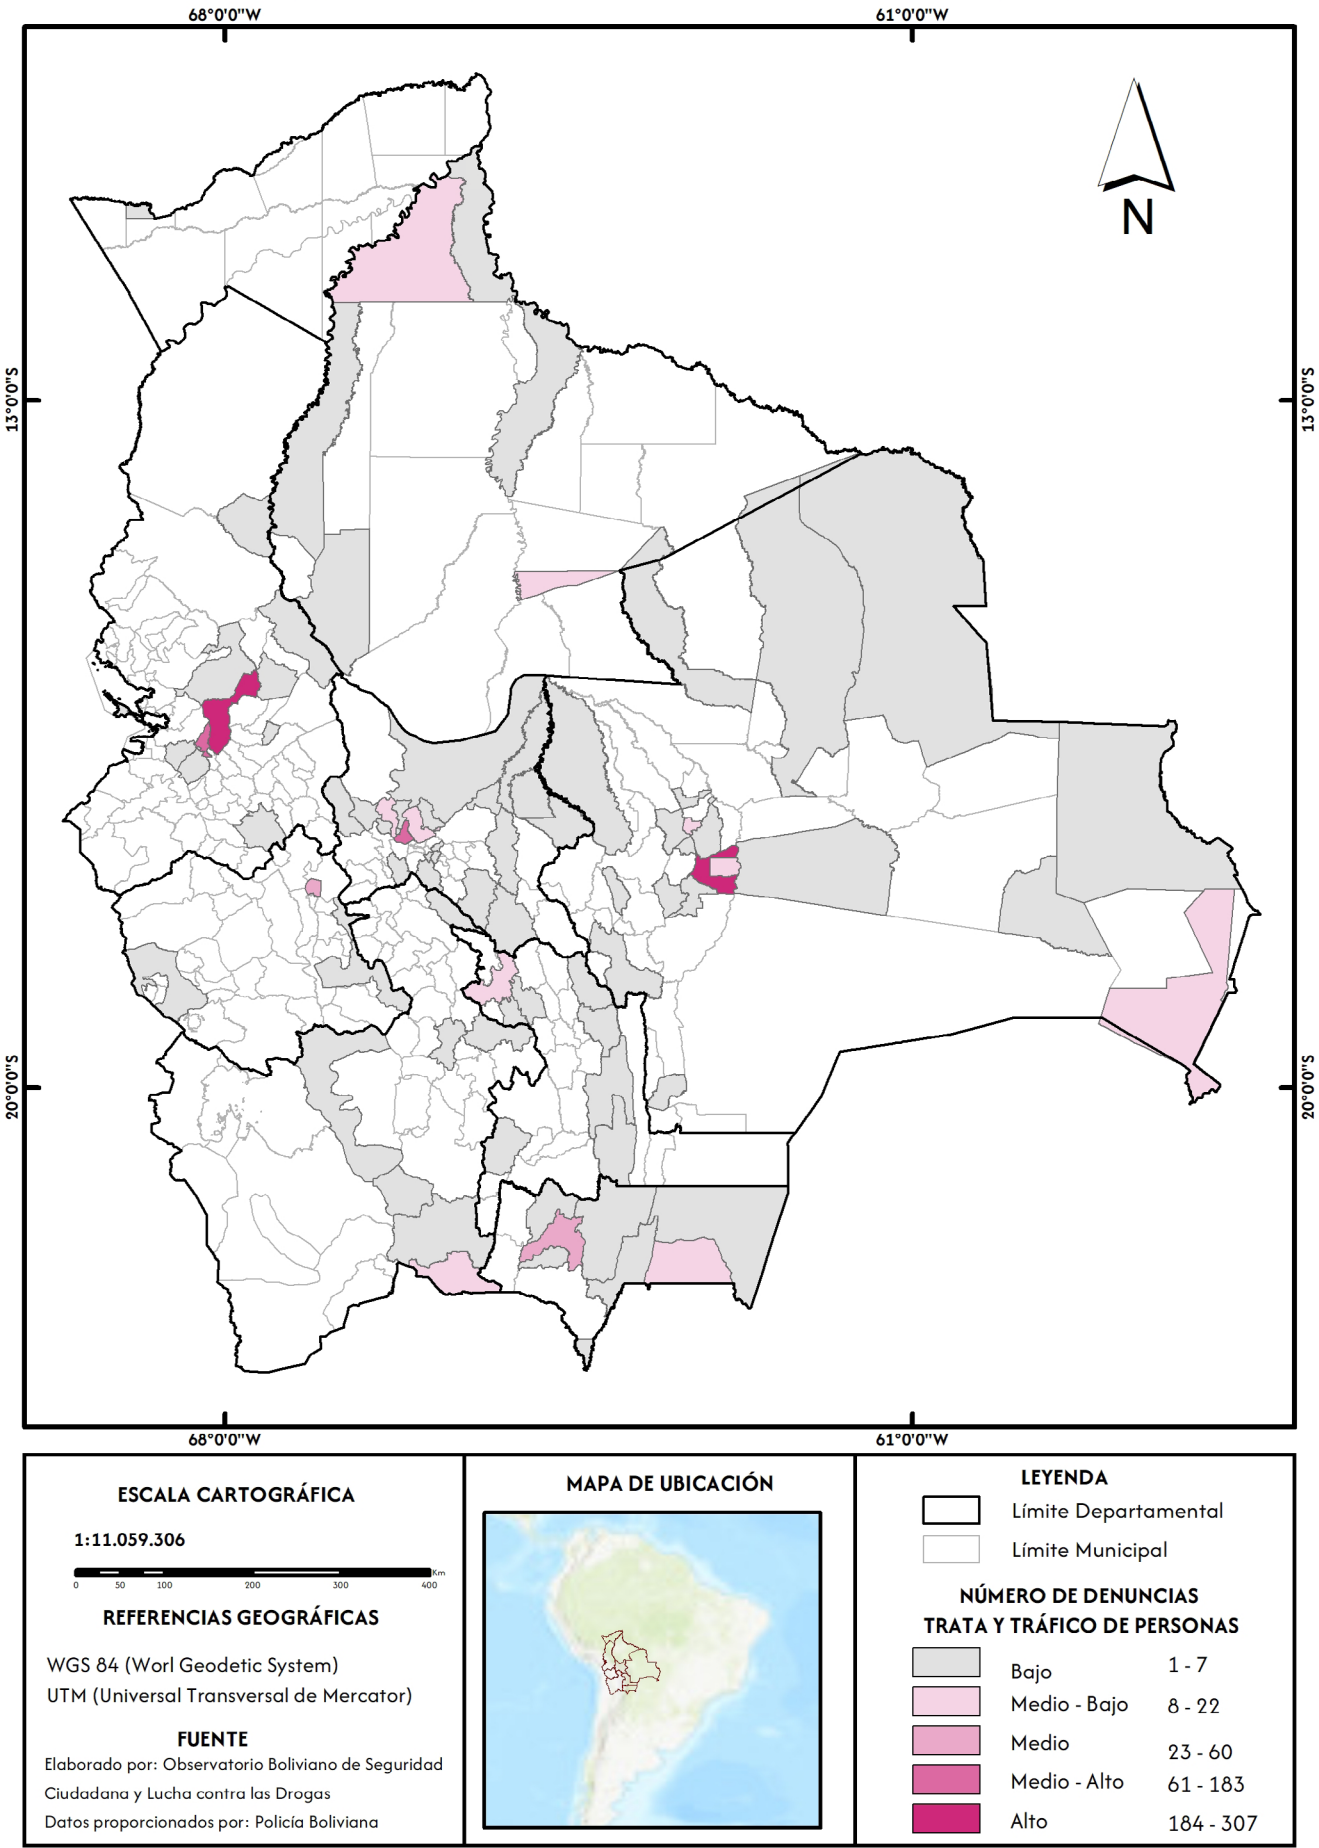 68°0'0"W
61°0'0"W
N
13°0'0"S
13°0'0"S
20°0'0"S
20°0'0"S
68°0'0"W
61°0'0"W
ESCALA CARTOGRÁFICA
1:11.059.306
0 50 100 200 300 400 Km
REFERENCIAS GEOGRÁFICAS
WGS 84 (Worl Geodetic System)
UTM (Universal Transversal de Mercator)
FUENTE
Elaborado por: Observatorio Boliviano de Seguridad
Ciudadana y Lucha contra las Drogas
Datos proporcionados por: Policía Boliviana
MAPA DE UBICACIÓN
LEYENDA
Límite Departamental
Límite Municipal
NÚMERO DE DENUNCIAS
TRATA Y TRÁFICO DE PERSONAS
Bajo 1 - 7
Medio - Bajo 8 - 22
Medio 23 - 60
Medio - Alto 61 - 183
Alto 184 - 307